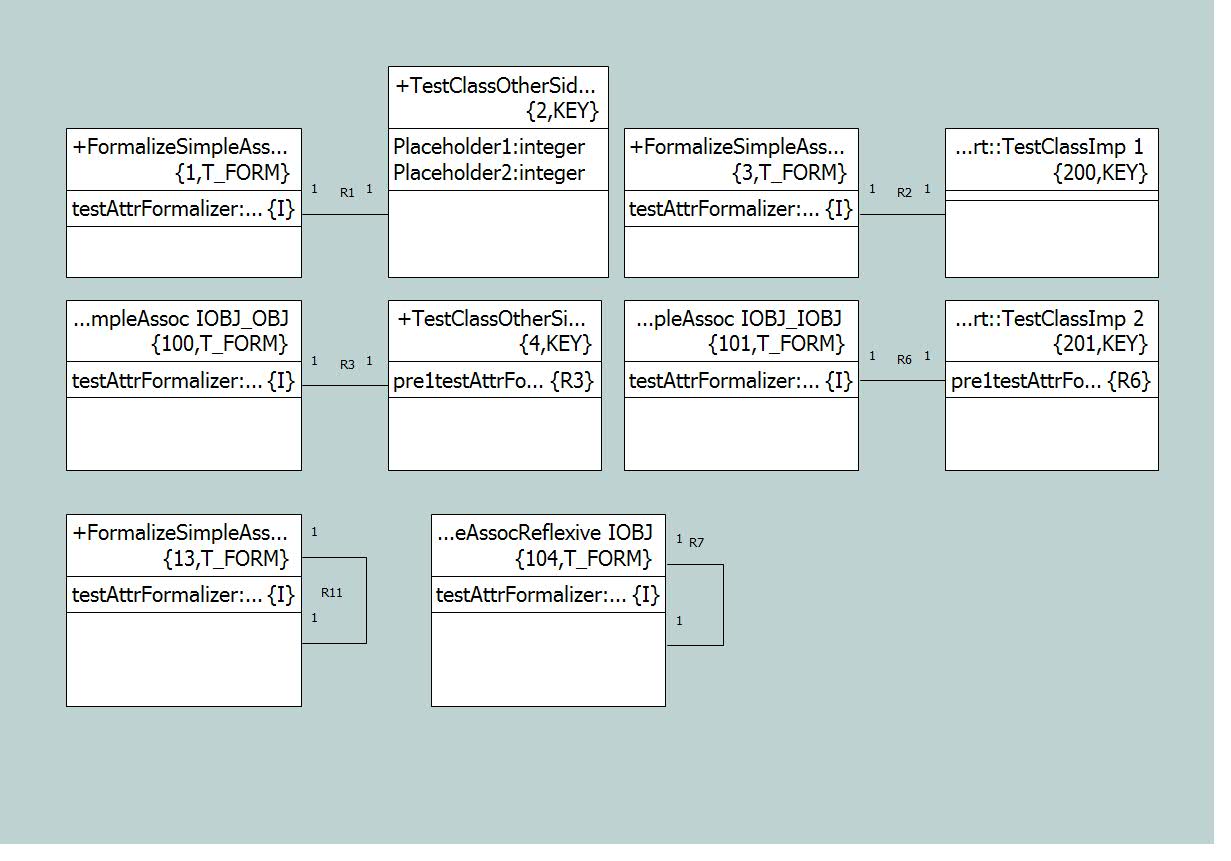 +TestClassOtherSid...
{2,KEY}
Placeholder1:integer
Placeholder2:integer
+FormalizeSimpleAss...
{1,T_FORM}
testAttrFormalizer:... {I}
1 R1 1
+FormalizeSimpleAss...
{3,T_FORM}
testAttrFormalizer:... {I}
1 R2 1
...rt::TestClassImp 1
{200,KEY}
...mpleAssoc IOBJ_OBJ
{100,T_FORM}
testAttrFormalizer:... {I}
1 R3 1
+TestClassOtherSi...
{4,KEY}
pre1testAttrFo... {R3}
...pleAssoc IOBJ_IOBJ
{101,T_FORM}
testAttrFormalizer:... {I}
1 R6 1
...rt::TestClassImp 2
{201,KEY}
pre1testAttrFo... {R6}
+FormalizeSimpleAss...
{13,T_FORM}
testAttrFormalizer:... {I}
1
R11
1
...eAssocReflexive IOBJ
{104,T_FORM}
testAttrFormalizer:... {I}
1 R7
1